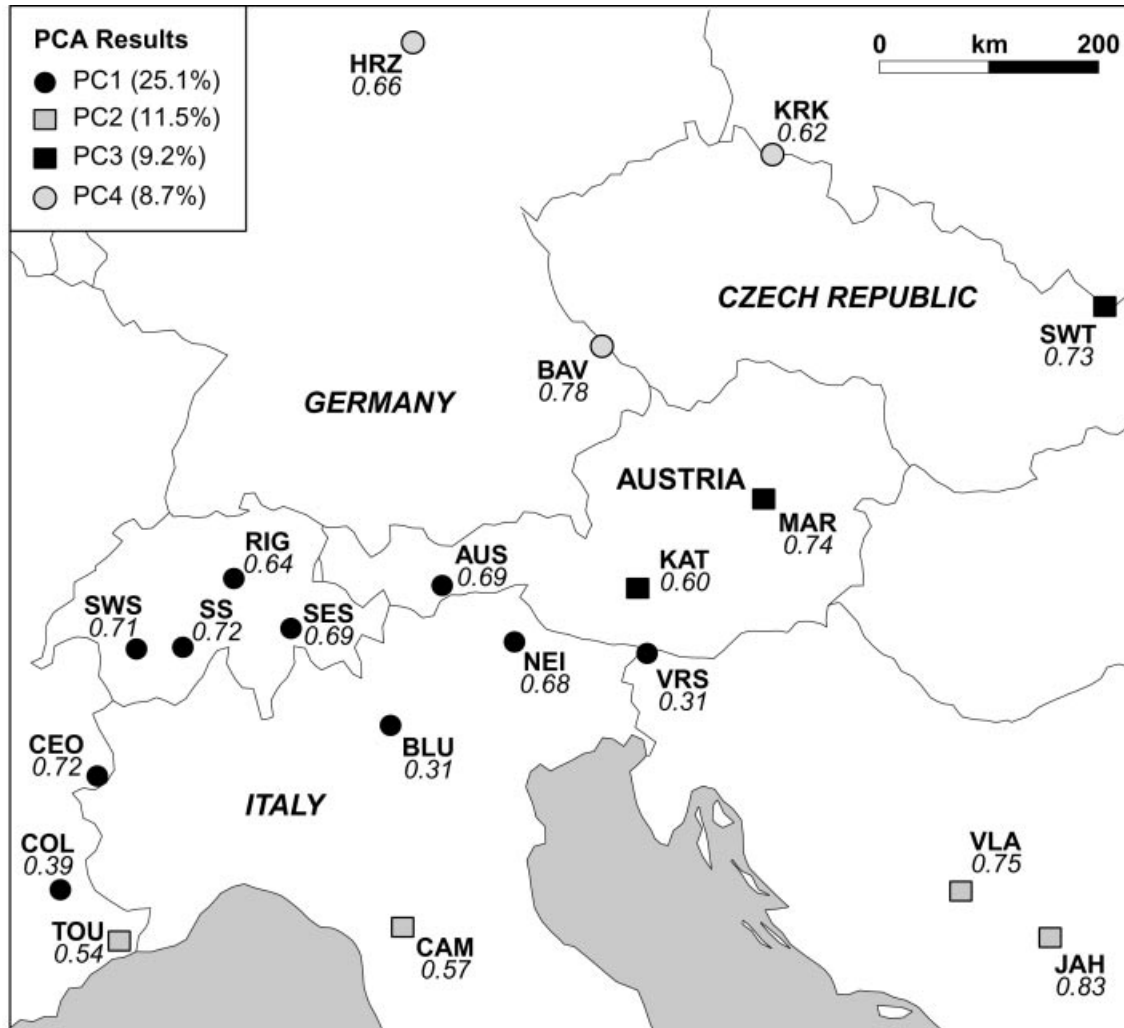 PCA Results
PC1 (25.1%)
PC2 (11.5%)
PC3 (9.2%)
PC4 (8.7%)
0 km 200
HRZ
0.66
KRK
0.62
CZECH REPUBLIC
SWT
0.73
BAV
0.78
GERMANY
AUSTRIA
MAR
0.74
RIG
0.64
AUS
0.69
KAT
0.60
SWS
0.71
SS
0.72
SES
0.69
NEI
0.68
VRS
0.31
CEO
0.72
BLU
0.31
ITALY
COL
0.39
VLA
0.75
TOU
0.54
CAM
0.57
JAH
0.83